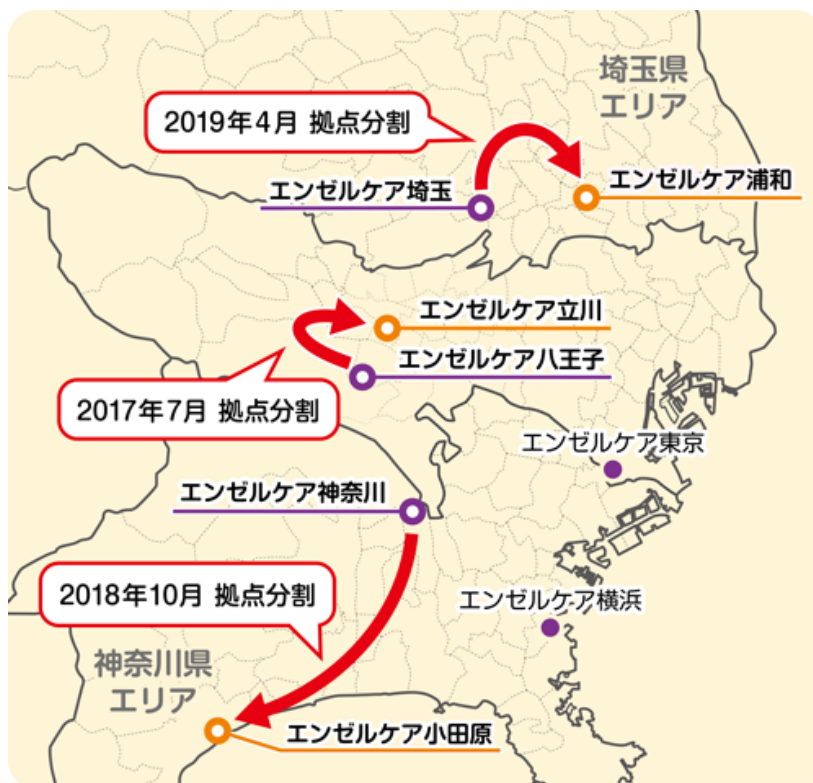 埼玉県
エリア
2019年4月 拠点分割
エンゼルケア埼玉
エンゼルケア浦和
エンゼルケア立川
エンゼルケア八王子
2017年7月 拠点分割
エンゼルケア東京
エンゼルケア神奈川
2018年10月 拠点分割
エンゼルケア横浜
神奈川県
エリア
エンゼルケア小田原